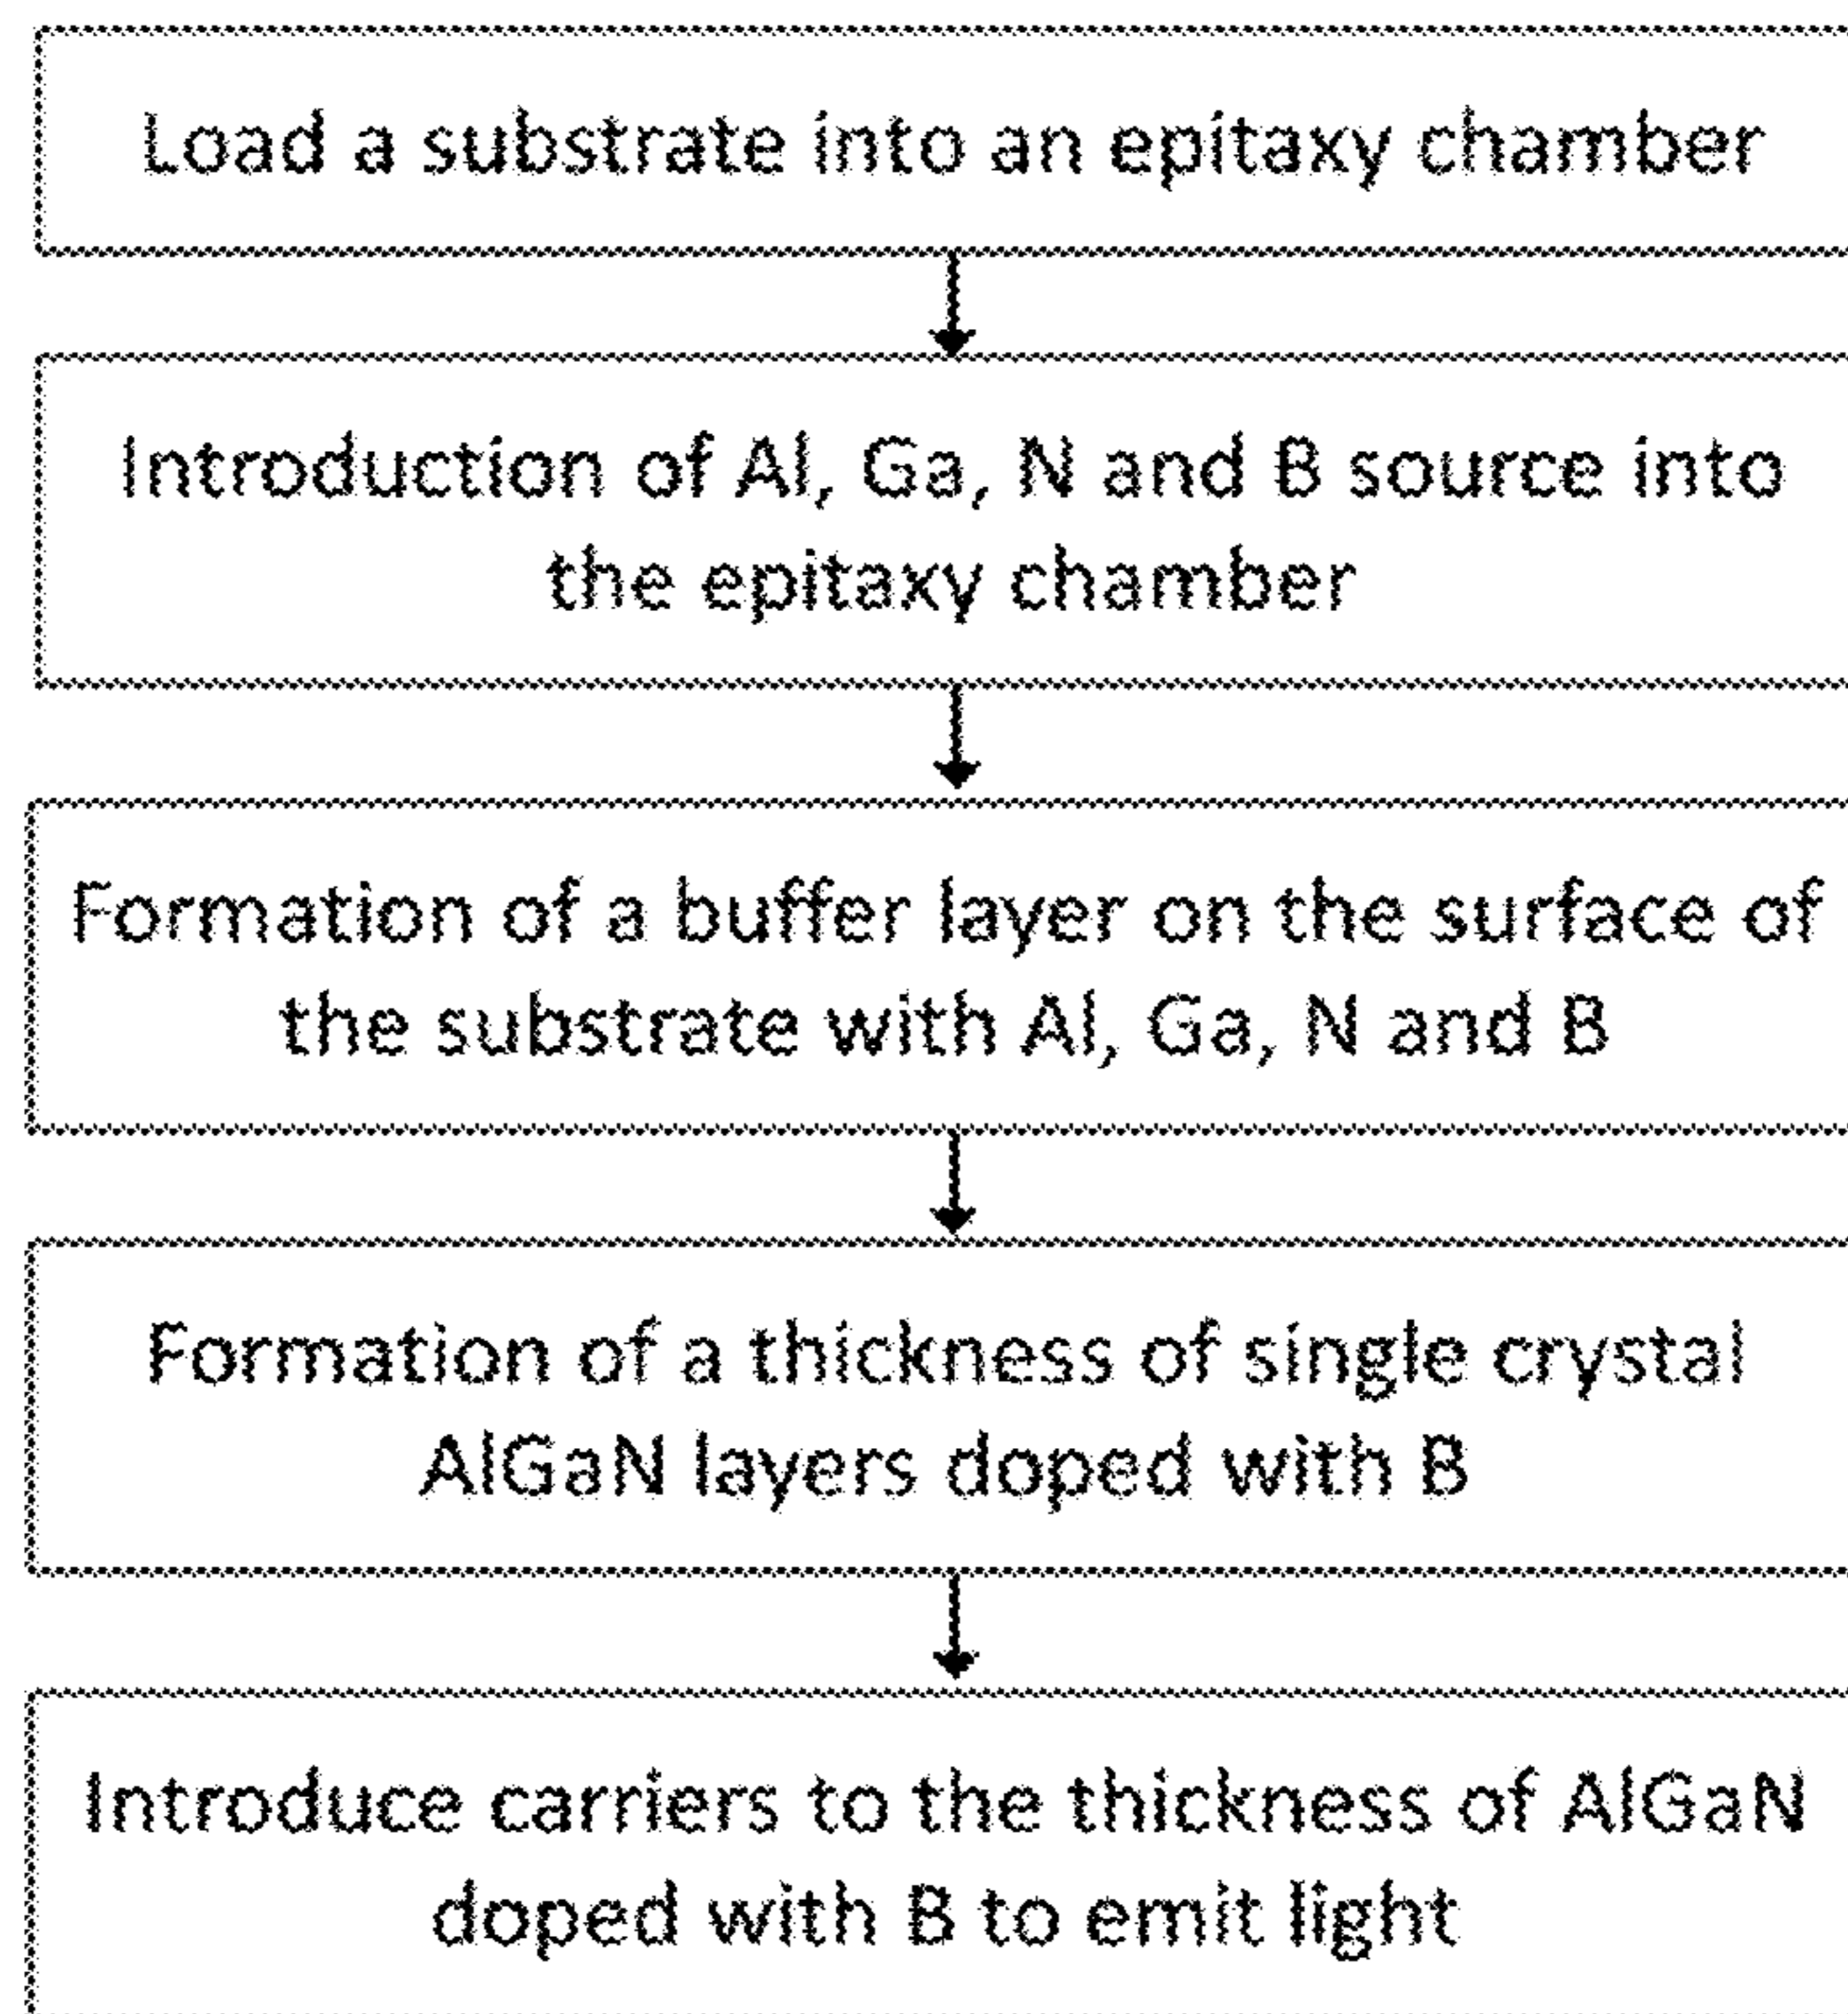 Load a substrate into an epitaxy chamber
Introduction of Al, Ga, N and B source into
the epitaxy chamber
Formation of a buffer layer on the surface of
the substrate with Al, Ga, N and B
Formation of a thickness of single crystal
AlGaN layers doped with B
Introduce carriers to the thickness of AlGaN
doped with B to emit light